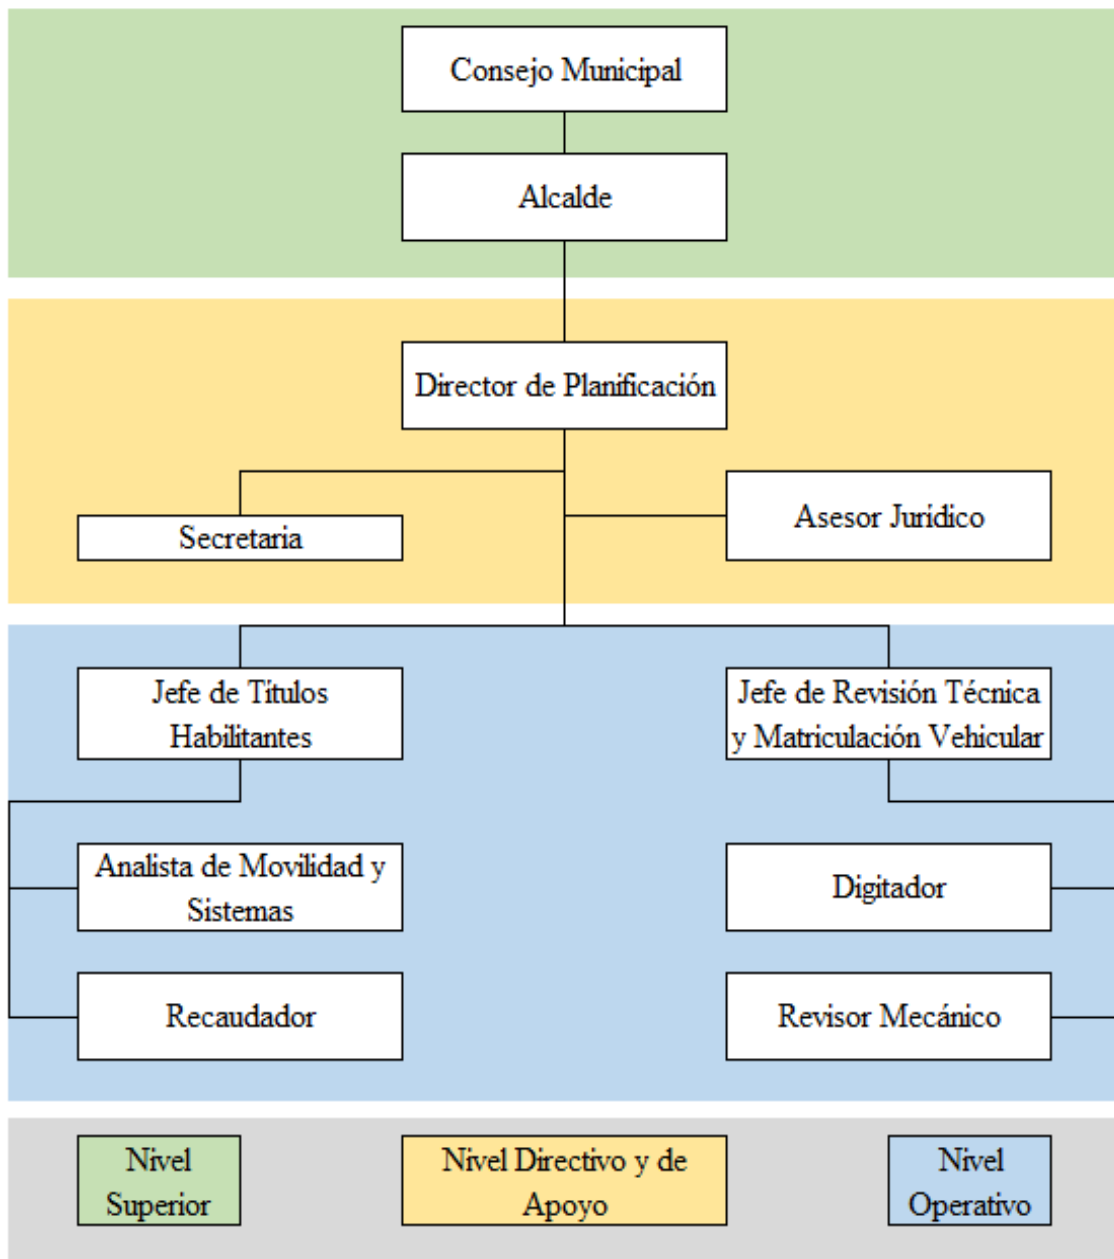 Consejo Municipal
Alcalde
Director de Planificación
Secretaria
Asesor Jurídico
Jefe de Títulos
Habilitantes
Jefe de Revisión Técnica
y Matriculación Vehicular
Analista de Movilidad y
Sistemas
Digitador
Recaudador
Revisor Mecánico
Nivel
Superior
Nivel Directivo y de
Apoyo
Nivel
Operativo